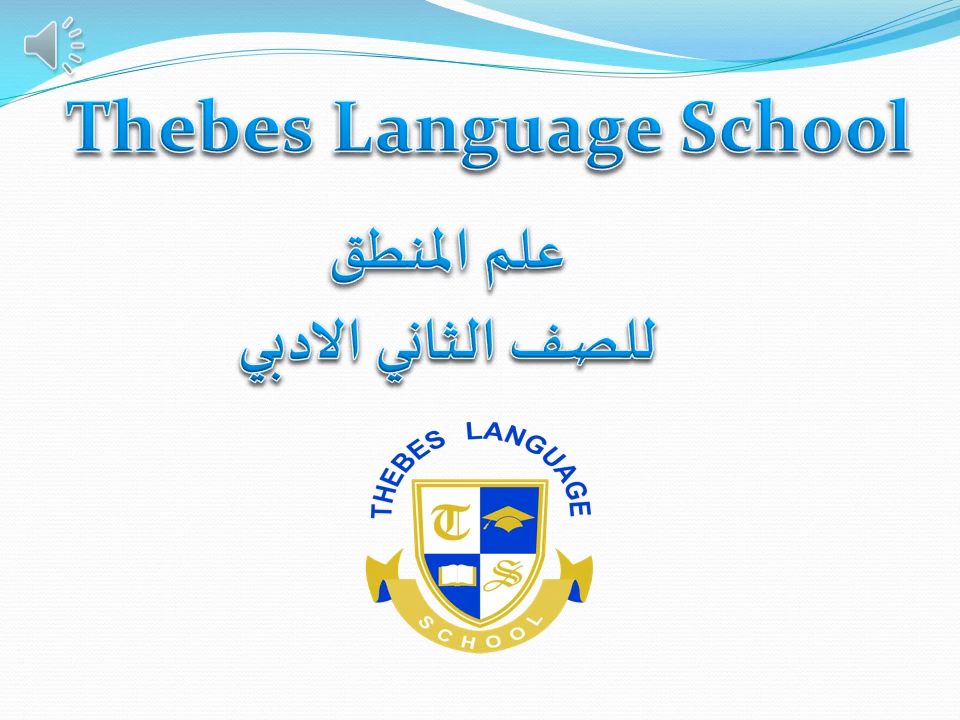 Thebes Language School
علم المنطق
للصف الثاني الادبي
THEBES LANGUAGE
T
S
SCHOOL